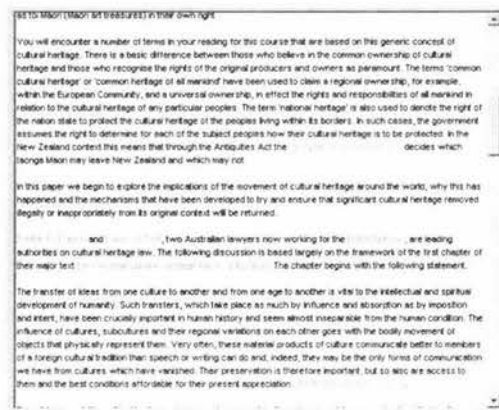 as toi Maori (Maori art treasures) in their own right
You will encounter a number of terms in your reading for this course that are based on this generic concept of
cultural heritage. There is a basic difference between those who believe in the common ownership of cultural
heritage and those who recognise the rights of the original producers and owners as paramount. The terms 'common
cultural heritage' or 'common heritage of all mankind' have been used to claim a regional ownership, for example,
within the European Community, and a universal ownership, in effect the rights and responsibilities of all mankind in
relation to the cultural heritage of any particular peoples. The term 'national heritage' is also used to denote the right of
the nation state to protect the cultural heritage of the peoples living within its borders. In such cases, the government
assumes the right to determine for each of the subject peoples how their cultural heritage is to be protected. In the
New Zealand context this means that through the Antiquities Act the decides which
taonga Maori may leave New Zealand and which may not
In this paper we begin to explore the implications of the movement of cultural heritage around the world, why this has
happened and the mechanisms that have been developed to try and ensure that significant cultural heritage removed
illegally or inappropriately from its original context will be returned.
and , two Australian lawyers now working for the , are leading
authorities on cultural heritage law. The following discussion is based largely on the framework of the first chapter of
their major text The chapter begins with the following statement.
The transfer of ideas from one culture to another and from one age to another is vital to the intellectual and spiritual
development of humanity. Such transfers, which take place as much by influence and absorption as by imposition
and intent, have been crucially important in human history and seem almost inseparable from the human condition. The
influence of cultures, subcultures and their regional variations on each other goes with the bodily movement of
objects that physically represent them. Very often, these material products of culture communicate better to members
of a foreign cultural tradition than speech or writing can do and, indeed, they may be the only forms of communication
we have from cultures which have vanished. Their preservation is therefore important, but so also are access to
them and the best conditions affordable for their present appreciation.